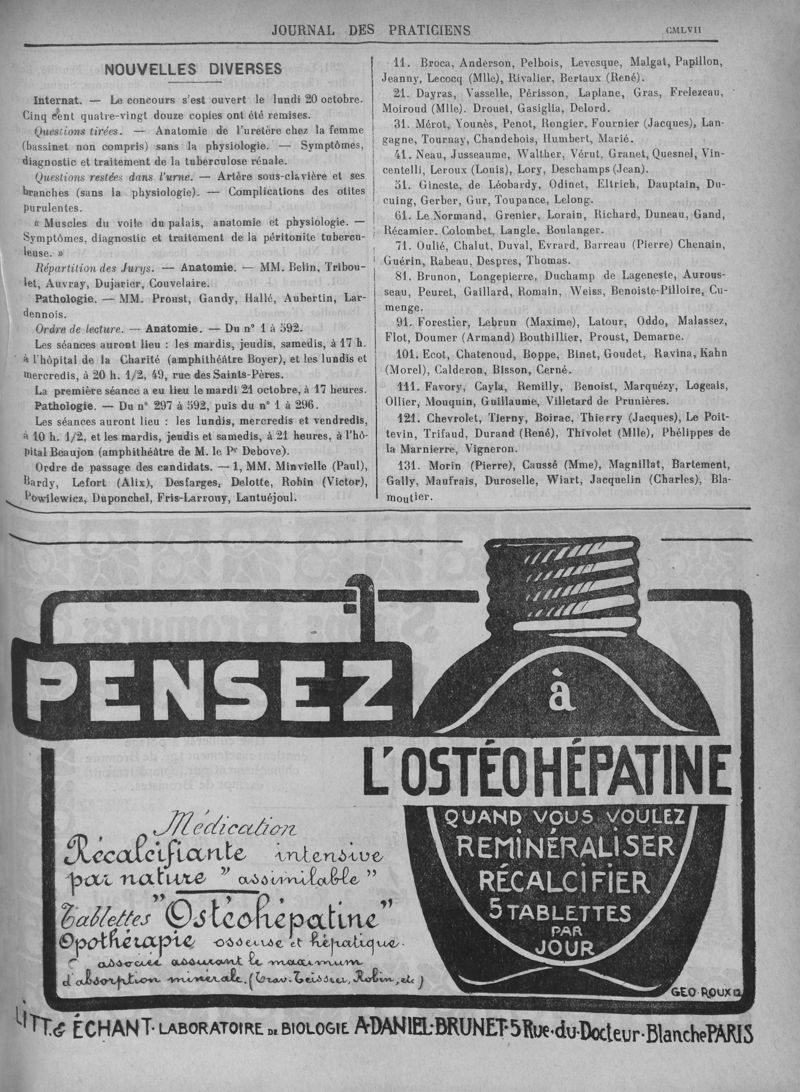 JOURNAL DES PRATICIENS
CMLVII
NOUVELLES DIVERSES
Internat. — Le concours s'est ouvert le lundi 20 octobre.
Cinq cent quatre-vingt douze copies ont été remises.
Questions tirées. — Anatomie de l'uretère chez la femme
(bassinet non compris) sans la physiologie. — Symptômes,
diagnostic et traitement de la tuberculose rénale.
Questions restées dans l'urne. — Artère sous-clavière et ses
branches (sans la physiologie). — Complications des otites
purulentes.
« Muscles du voile du palais, anatomie et physiologie. —
Symptômes, diagnostic et traitement de la péritonite tubercu-
leuse. »
Répartition des Jurys. — Anatomie. — MM. Belin, Tribou-
let, Auvray, Dujarier, Couvelaire.
Pathologie. — MM. Proust, Gandy, Hallé, Aubertin, Lar-
dennois.
Ordre de lecture. — Anatomie. — Du n° 1 à 592.
Les séances auront lieu : les mardis, jeudis, samedis, à 17 h.
à l'hôpital de la Charité (amphithéâtre Boyer), et les lundis et
mercredis, à 20 h. 1/2, 49, rue des Saints-Pères.
La première séance a eu lieu le mardi 21 octobre, à 17 heures.
Pathologie. — Du n° 297 à 592, puis du n° 1 à 296.
Les séances auront lieu : les lundis, mercredis et vendredis,
à 10 h. 1/2, et les mardis, jeudis et samedis, à 21 heures, à l'hô-
pital Beaujon (amphithéâtre de M. le Pr Debove).
Ordre de passage des candidats. — 1, MM. Minvielle (Paul),
Bardy, Lefort (Alix), Desfarges, Delotte, Robin (Victor),
Powilewicz, Duponchel, Fris-Larrouy, Lantuéjoul.
11. Broca, Anderson, Pelbois, Levesque, Malgat, Papillon,
Jeanny, Lecocq (Mlle), Rivalier, Bertaux (René).
21. Dayras, Vasselle, Périsson, Laplane, Gras, Frelezeau,
Moiroud (Mlle). Drouet, Gasiglia, Delord.
31. Mérot, Younès, Penot, Rongier, Fournier (Jacques), Lan-
gagne, Tournay, Chandebois, Humbert, Marié.
41. Neau, Jusseaume, Walther, Vérut, Granet, Quesnel, Vin-
centelli, Leroux (Louis), Lory, Deschamps (Jean).
51. Gineste, de Léobardy, Odinet, Eltrich, Dauptain, Du-
cuing, Gerber, Gur, Toupance, Lelong.
61. Le Normand, Grenier, Lorain, Richard, Duneau, Gand,
Récamier, Colombet, Langle, Boulanger.
71. Oulié, Chalut, Duval, Evrard, Barreau (Pierre) Chenain,
Guérin, Rabeau, Despres, Thomas.
81. Brunon, Longepierre, Duchamp de Lageneste, Aurous-
seau, Peuret, Gaillard, Romain, Weiss, Benoiste-Pilloire, Cu-
menge.
91. Forestier, Lebrun (Maxime), Latour, Oddo, Malassez,
Flot, Doumer (Armand) Bouthillier, Proust, Demarne.
101. Ecot, Chatenoud, Boppe, Binet, Goudet, Ravina, Kahn
(Morel), Calderon, Bisson, Cerné.
111. Favory, Cayla, Remilly, Benoist, Marquézy, Logeais,
Ollier, Mouquin, Guillaume, Villetard de Prunières.
121. Chevrolet, Tierny, Boirac, Thierry (Jacques), Le Poit-
tevin, Trifaud, Durand (René), Thivolet (Mlle), Phélippes de
la Marnierre, Vigneron.
131. Morin (Pierre), Caussé (Mme), Magnillat, Bartement,
Gally, Maufrais, Duroselle, Wiart, Jacquelin (Charles), Bla-
moutier.
PENSEZ
à
L'OSTÉOHÉPATINE
QUAND VOUS VOULEZ
REMINÉRALISER
RÉCALCIFIER
5 TABLETTES
PAR
JOUR
Médication
Récalcifiante intensive
par nature "assimilable"
Tablettes "Ostéohépatine"
Opothérapie osseuse et hépatique.
associée assurant le maximum
d'absorption minérale. (Trav. Teissier, Robin, etc)
GEO ROUX
LITT. & ÉCHANT. LABORATOIRE DE BIOLOGIE A. DANIEL-BRUNET. 5 Rue du Docteur Blanche PARIS